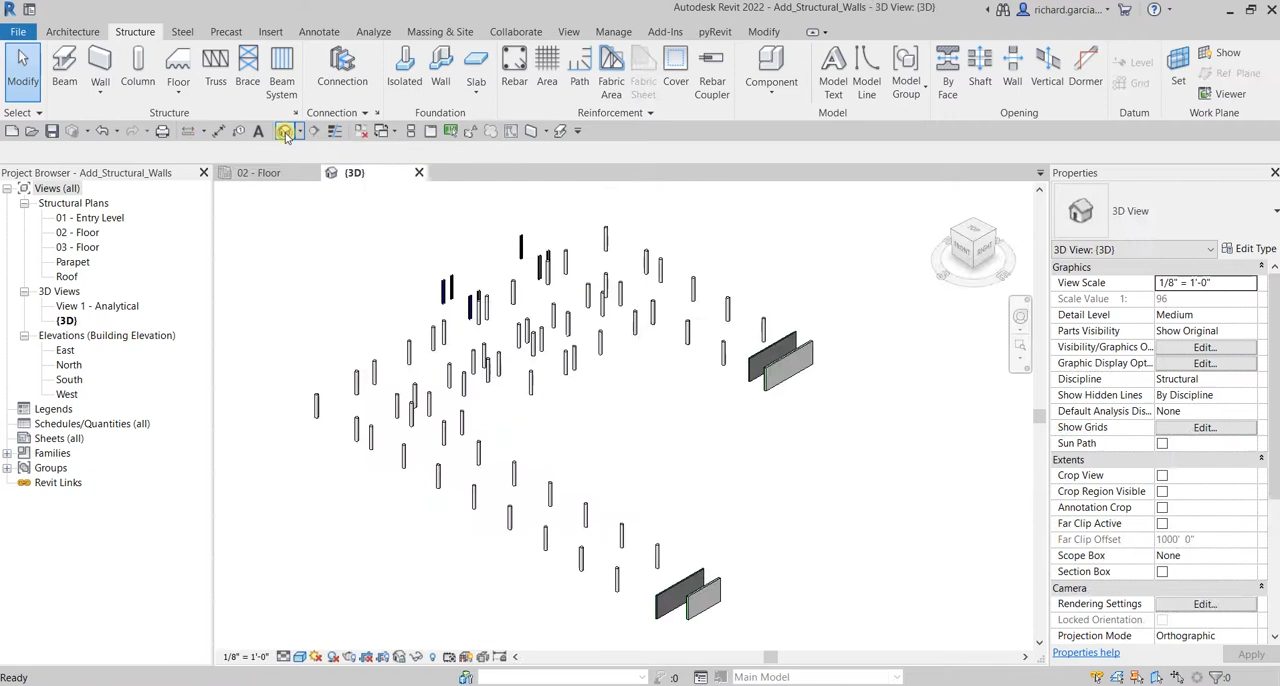 Autodesk Revit 2022 - Add_Structural_Walls - 3D View: {3D}
richard.garcia...
File Architecture Structure Steel Precast Insert Annotate Analyze Massing & Site Collaborate View Manage Add-Ins pyRevit Modify
Modify Beam Wall Column Floor Truss Brace Beam System Connection Isolated Wall Slab Rebar Area Path Fabric Area Fabric Sheet Cover Rebar Coupler Component Model Text Model Line Model Group By Face Shaft Wall Vertical Dormer Level Grid Set Show Ref Plane Viewer
Select Structure Connection Foundation Reinforcement Model Opening Datum Work Plane
Project Browser - Add_Structural_Walls
Views (all)
Structural Plans
01 - Entry Level
02 - Floor
03 - Floor
Parapet
Roof
3D Views
View 1 - Analytical
{3D}
Elevations (Building Elevation)
East
North
South
West
Legends
Schedules/Quantities (all)
Sheets (all)
Families
Groups
Revit Links
02 - Floor
{3D}
TOP
FRONT
RIGHT
Properties
3D View
3D View: {3D}
Edit Type
Graphics
View Scale 1/8" = 1'-0"
Scale Value 1: 96
Detail Level Medium
Parts Visibility Show Original
Visibility/Graphics O... Edit...
Graphic Display Opt... Edit...
Discipline Structural
Show Hidden Lines By Discipline
Default Analysis Dis... None
Show Grids Edit...
Sun Path
Extents
Crop View
Crop Region Visible
Annotation Crop
Far Clip Active
Far Clip Offset 1000' 0"
Scope Box None
Section Box
Camera
Rendering Settings Edit...
Locked Orientation
Projection Mode Orthographic
Properties help
Apply
1/8" = 1'-0"
Ready
:0
Main Model
:0